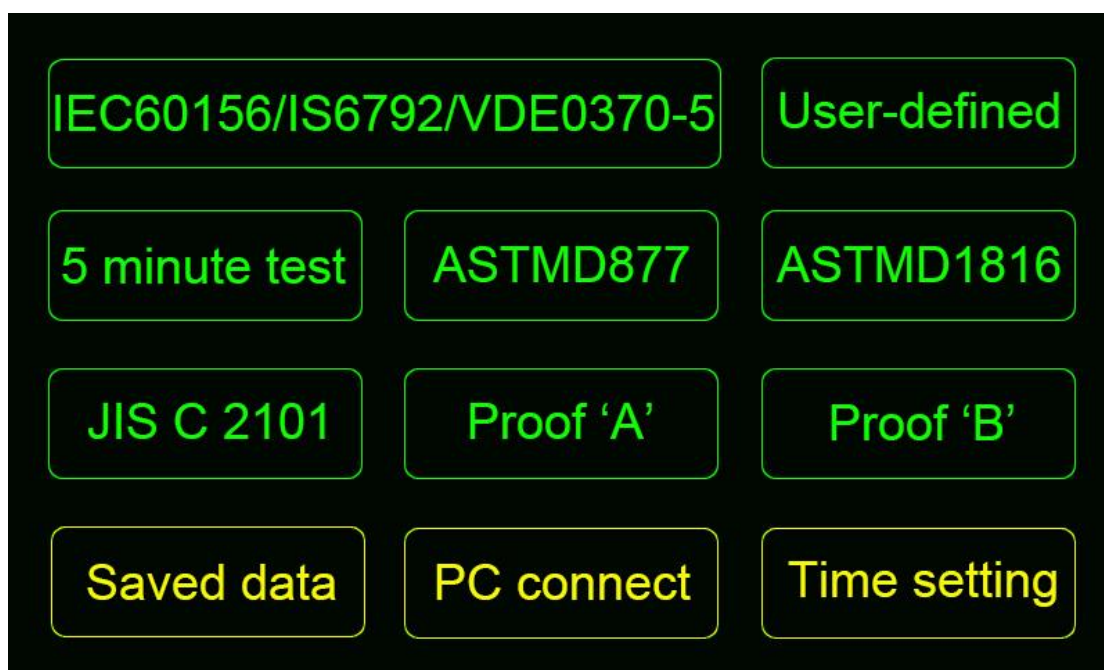 IEC60156/IS6792/VDE0370-5
User-defined
5 minute test
ASTMD877
ASTMD1816
JIS C 2101
Proof ‘A’
Proof ‘B’
Saved data
PC connect
Time setting